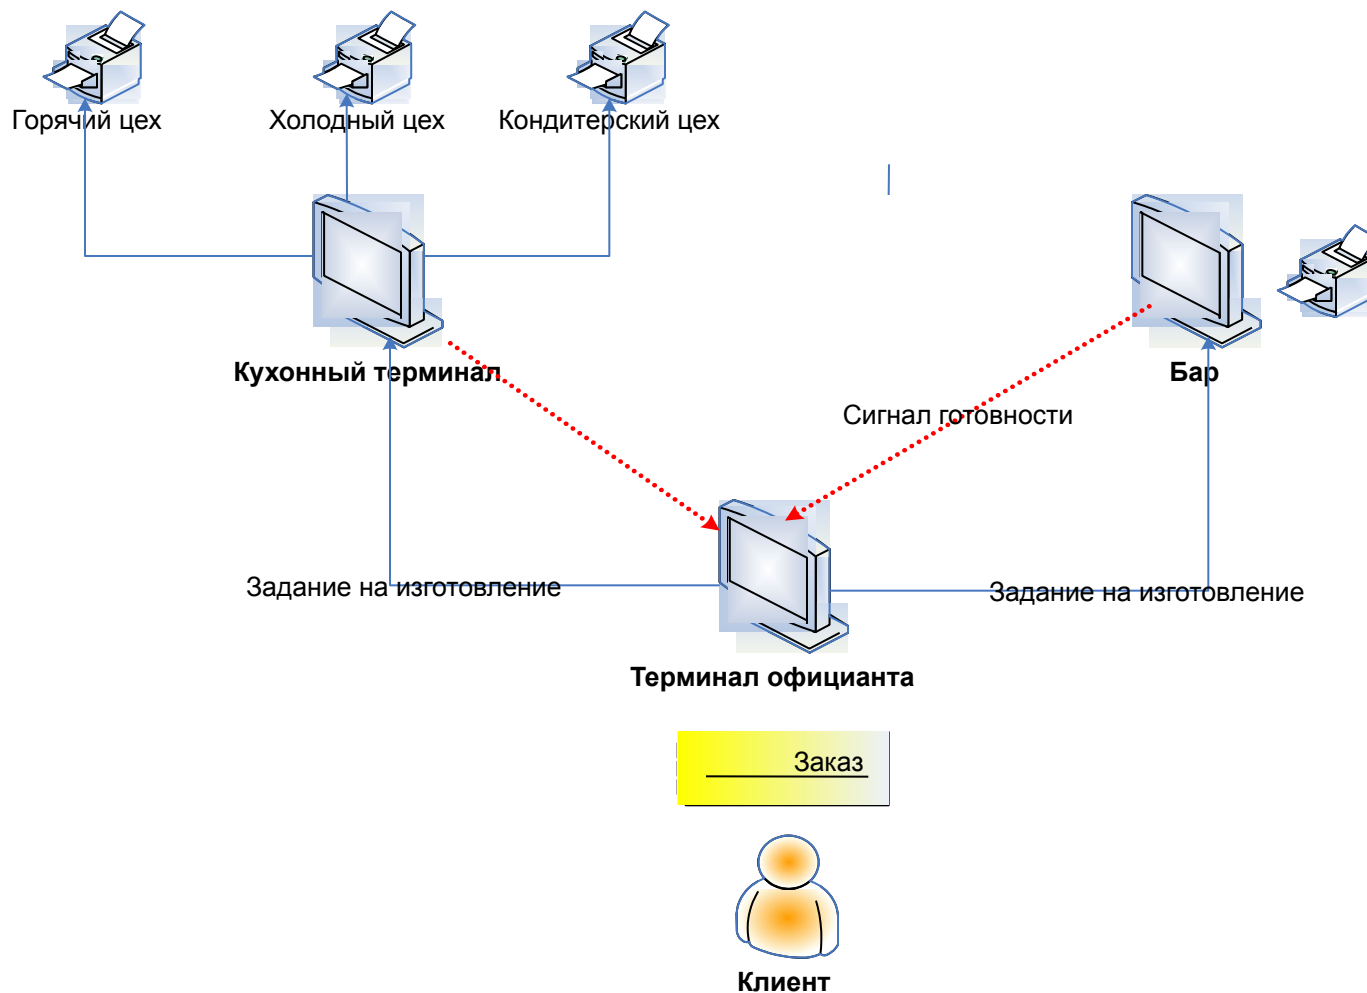 Горячий цех
Холодный цех
Кондитерский цех
Кухонный терминал
Бар
Сигнал готовности
Задание на изготовление
Задание на изготовление
Терминал официанта
Заказ
Клиент